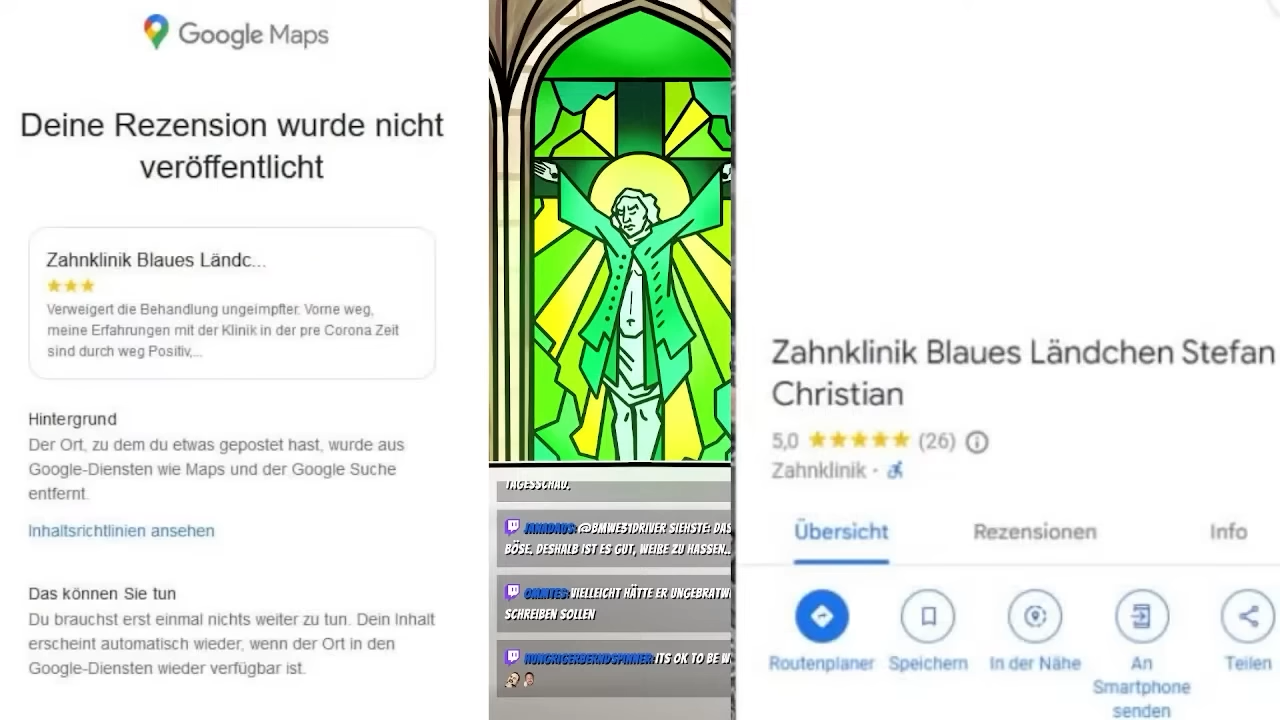 Google Maps
Deine Rezension wurde nicht
veröffentlicht
Zahnklinik Blaues Ländc...
Verweigert die Behandlung ungeimpfter. Vorne weg,
meine Erfahrungen mit der Klinik in der pre Corona Zeit
sind durch weg Positiv,...
Hintergrund
Der Ort, zu dem du etwas gepostet hast, wurde aus
Google-Diensten wie Maps und der Google Suche
entfernt.
Inhaltsrichtlinien ansehen
Das können Sie tun
Du brauchst erst einmal nichts weiter zu tun. Dein Inhalt
erscheint automatisch wieder, wenn der Ort in den
Google-Diensten wieder verfügbar ist.
TAGESSCHAU.
JANADADS: @BMWE31DRIVER SIEHSTE: DAS
BÖSE. DESHALB IST ES GUT, WEIßE ZU HASSEN...
OMMTES: VIELLEICHT HÄTTE ER UNGEBRATW
SCHREIBEN SOLLEN
HUNGRIGERBERNDSPINNER: ITS OK TO BE W
Zahnklinik Blaues Ländchen Stefan
Christian
5,0 (26)
Zahnklinik ·
Übersicht Rezensionen Info
Routenplaner Speichern In der Nähe An Teilen
Smartphone
senden